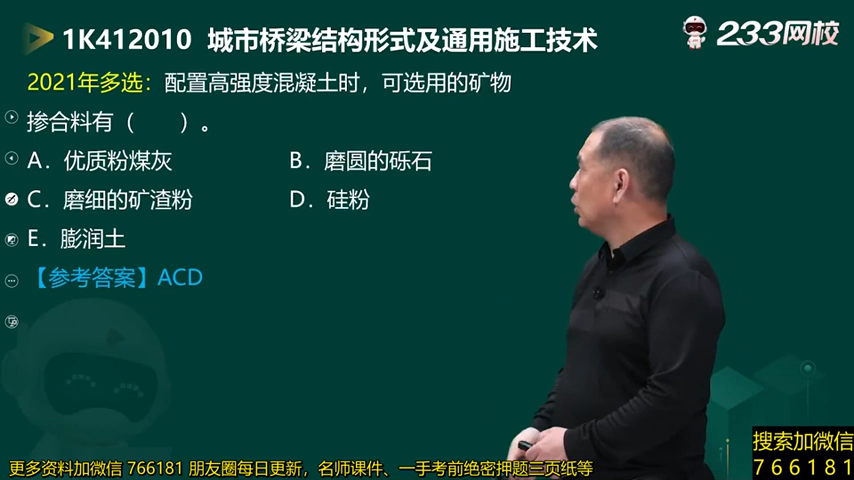 1K412010 城市桥梁结构形式及通用施工技术
233网校
2021年多选：配置高强度混凝土时，可选用的矿物
掺合料有（　　）。
A．优质粉煤灰　　B．磨圆的砾石
C．磨细的矿渣粉　　D．硅粉
E．膨润土
【参考答案】ACD
搜索加微信
766181
更多资料加微信 766181 朋友圈每日更新，名师课件、一手考前绝密押题三页纸等